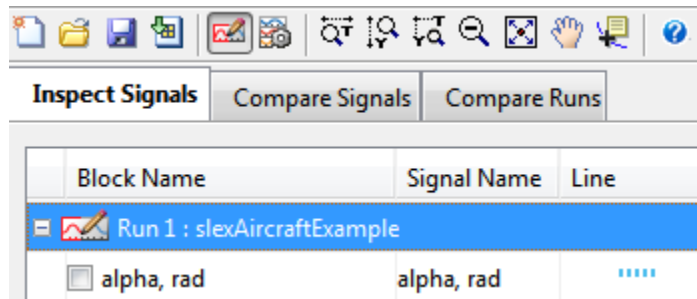 Inspect Signals Compare Signals Compare Runs
Block Name Signal Name Line
Run 1 : slexAircraftExample
alpha, rad alpha, rad